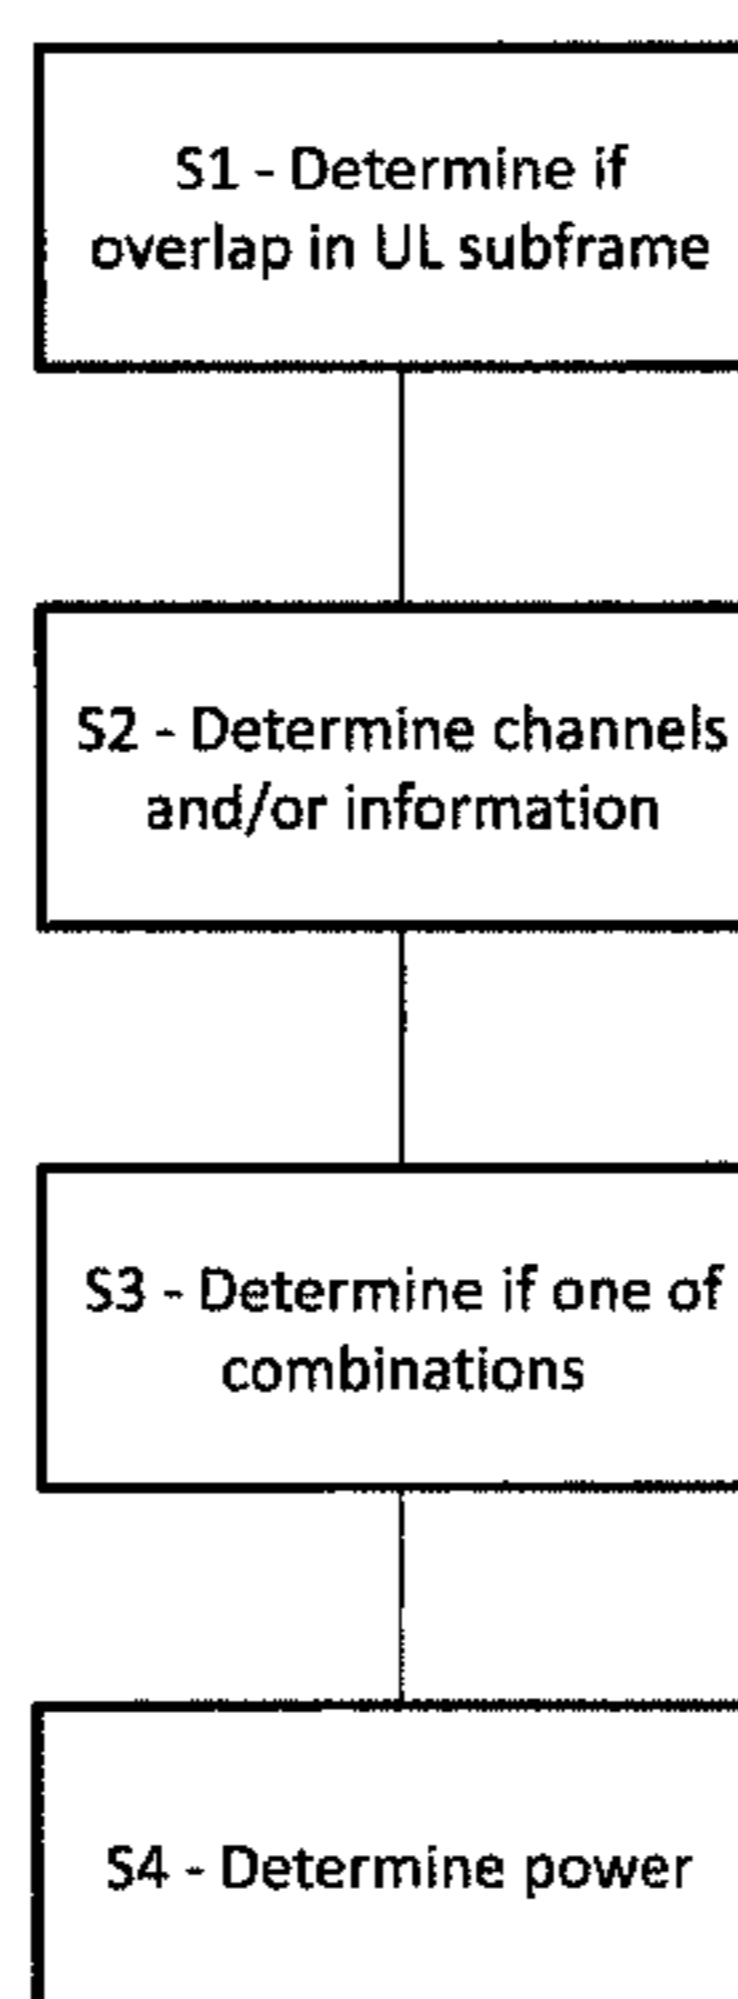 S1 - Determine if
overlap in UL subframe
S2 - Determine channels
and/or information
S3 - Determine if one of
combinations
S4 - Determine power